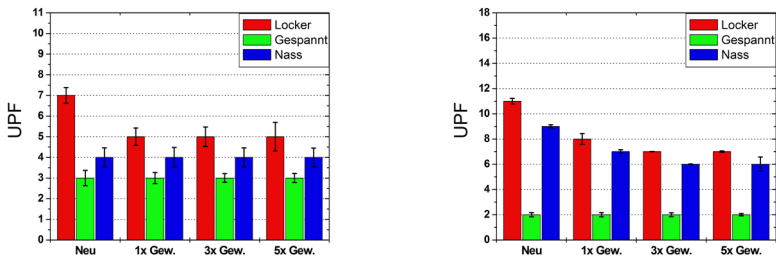 11
10
9
8
7
6
5
4
3
2
1
0
UPF
Locker
Gespannt
Nass
Neu 1x Gew. 3x Gew. 5x Gew.
18
16
14
12
10
8
6
4
2
0
UPF
Locker
Gespannt
Nass
Neu 1x Gew. 3x Gew. 5x Gew.